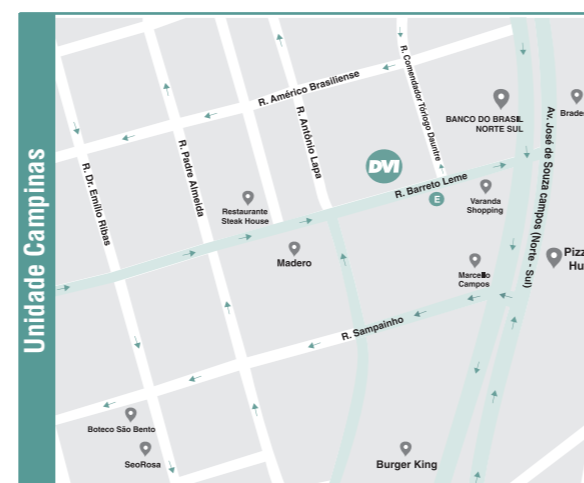 Unidade Campinas
R. Américo Brasiliense
R. Comendador Tórlogo Dauntre
BANCO DO BRASIL
NORTE SUL
Av. José de Souza campos (Norte - Sul)
R. Antônio Lapa
R. Padre Almeida
R. Dr. Emílio Ribas
DVI
R. Barreto Leme
E
Varanda
Shopping
Restaurante
Steak House
Madero
Marcello
Campos
R. Sampainho
Boteco São Bento
SeoRosa
Burger King